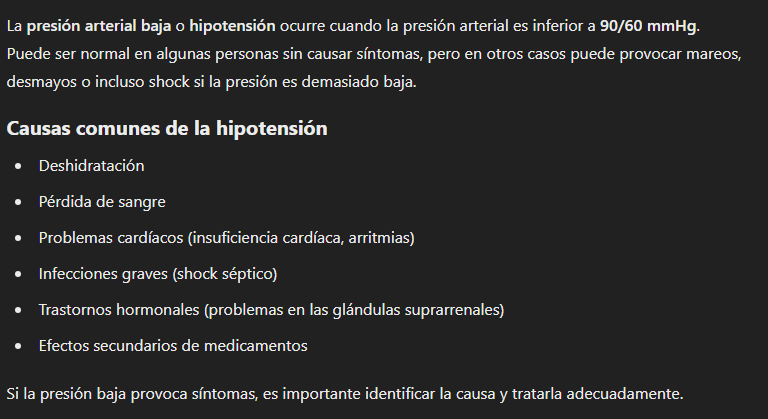 La presión arterial baja o hipotensión ocurre cuando la presión arterial es inferior a 90/60 mmHg.
Puede ser normal en algunas personas sin causar síntomas, pero en otros casos puede provocar mareos,
desmayos o incluso shock si la presión es demasiado baja.
Causas comunes de la hipotensión
• Deshidratación
• Pérdida de sangre
• Problemas cardíacos (insuficiencia cardíaca, arritmias)
• Infecciones graves (shock séptico)
• Trastornos hormonales (problemas en las glándulas suprarrenales)
• Efectos secundarios de medicamentos
Si la presión baja provoca síntomas, es importante identificar la causa y tratarla adecuadamente.